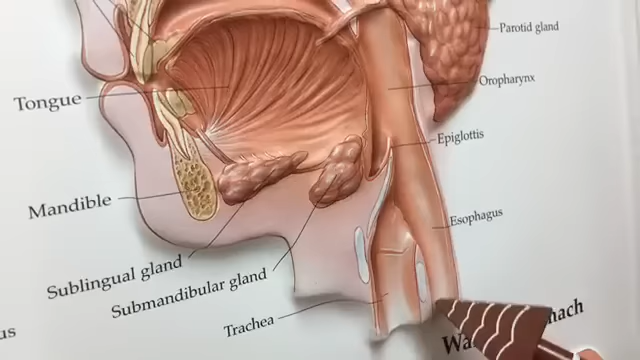 Parotid gland
Tongue
Oropharynx
Epiglottis
Mandible
Esophagus
Sublingual gland
Submandibular gland
Trachea